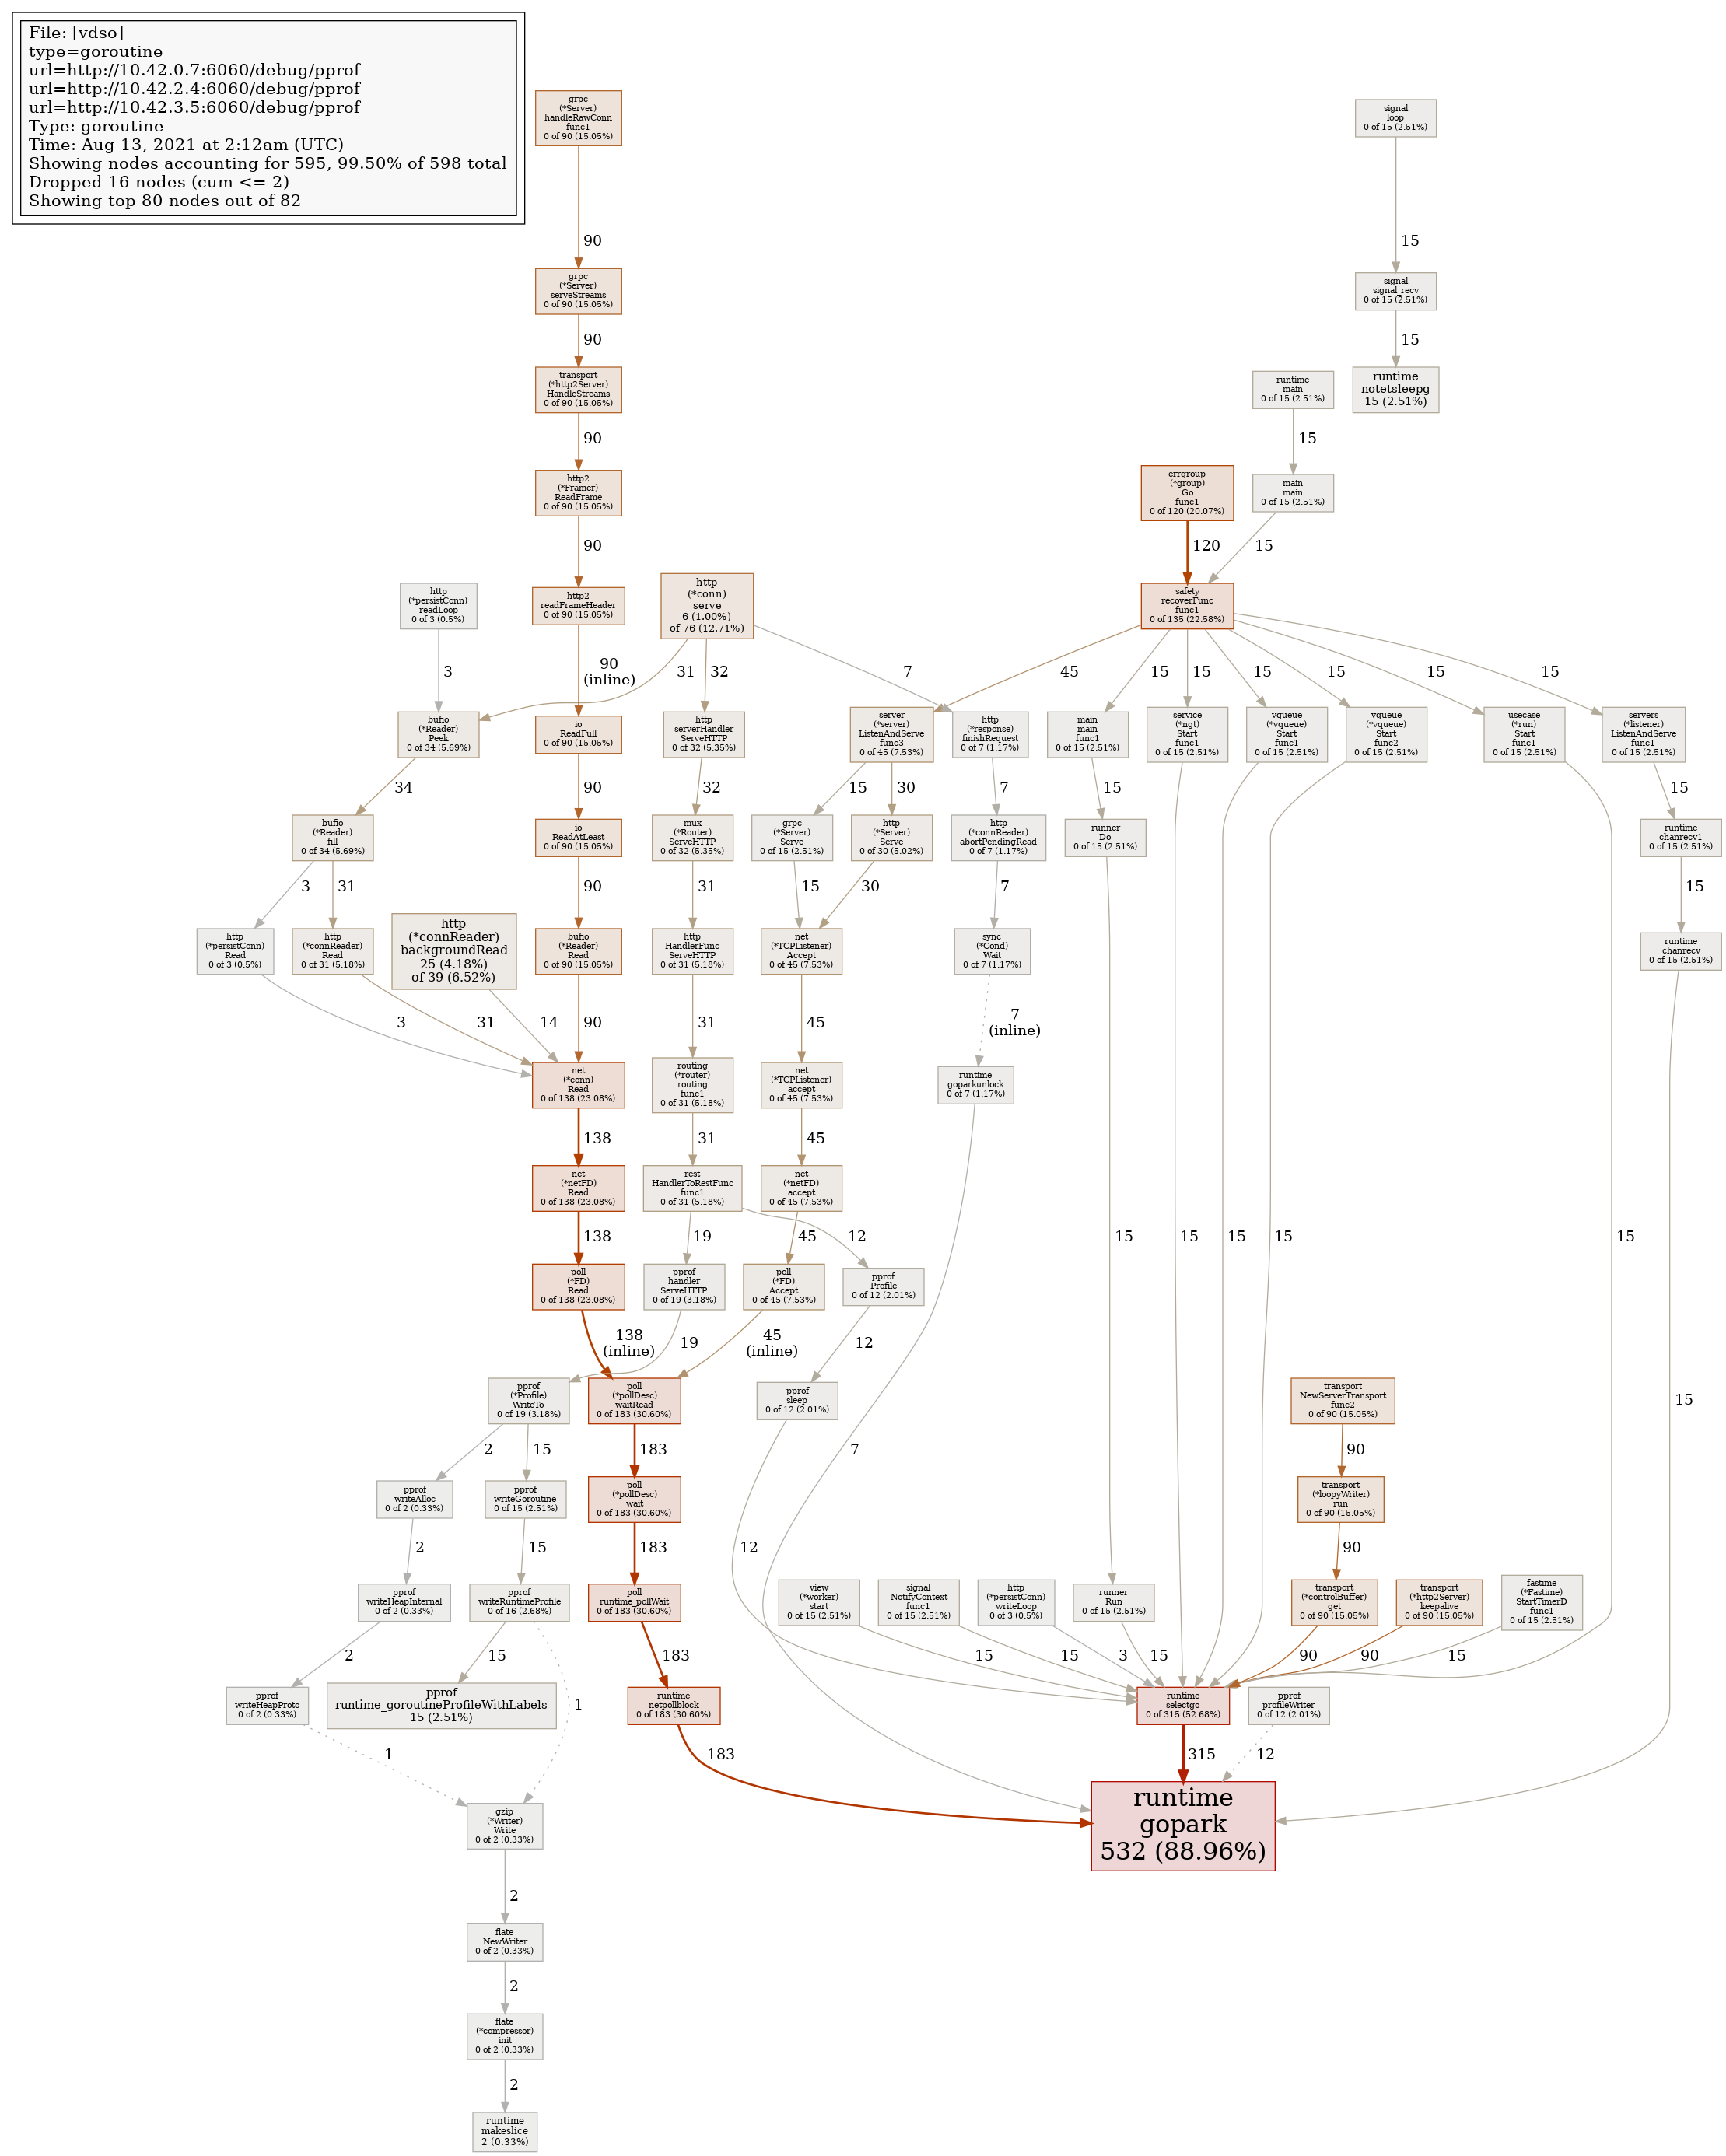 File: [vdso]
type=goroutine
url=http://10.42.0.7:6060/debug/pprof
url=http://10.42.2.4:6060/debug/pprof
url=http://10.42.3.5:6060/debug/pprof
Type: goroutine
Time: Aug 13, 2021 at 2:12am (UTC)
Showing nodes accounting for 595, 99.50% of 598 total
Dropped 16 nodes (cum <= 2)
Showing top 80 nodes out of 82
grpc
(*Server)
handleRawConn
func1
0 of 90 (15.05%)
signal
loop
0 of 15 (2.51%)
90
15
grpc
(*Server)
serveStreams
0 of 90 (15.05%)
signal
signal_recv
0 of 15 (2.51%)
90
15
transport
(*http2Server)
HandleStreams
0 of 90 (15.05%)
runtime
main
0 of 15 (2.51%)
runtime
notetsleepg
15 (2.51%)
90
15
http2
(*Framer)
ReadFrame
0 of 90 (15.05%)
errgroup
(*group)
Go
func1
0 of 120 (20.07%)
main
main
0 of 15 (2.51%)
90
120
15
http
(*persistConn)
readLoop
0 of 3 (0.5%)
http2
readFrameHeader
0 of 90 (15.05%)
http
(*conn)
serve
6 (1.00%)
of 76 (12.71%)
safety
recoverFunc
func1
0 of 135 (22.58%)
3
90
(inline)
31
32
7
45
15
15
15
15
15
15
bufio
(*Reader)
Peek
0 of 34 (5.69%)
io
ReadFull
0 of 90 (15.05%)
http
serverHandler
ServeHTTP
0 of 32 (5.35%)
server
(*server)
ListenAndServe
func3
0 of 45 (7.53%)
http
(*response)
finishRequest
0 of 7 (1.17%)
main
main
func1
0 of 15 (2.51%)
service
(*ngt)
Start
func1
0 of 15 (2.51%)
vqueue
(*vqueue)
Start
func1
0 of 15 (2.51%)
vqueue
(*vqueue)
Start
func2
0 of 15 (2.51%)
usecase
(*run)
Start
func1
0 of 15 (2.51%)
servers
(*listener)
ListenAndServe
func1
0 of 15 (2.51%)
34
90
32
15
30
7
15
15
bufio
(*Reader)
fill
0 of 34 (5.69%)
io
ReadAtLeast
0 of 90 (15.05%)
mux
(*Router)
ServeHTTP
0 of 32 (5.35%)
grpc
(*Server)
Serve
0 of 15 (2.51%)
http
(*Server)
Serve
0 of 30 (5.02%)
http
(*connReader)
abortPendingRead
0 of 7 (1.17%)
runner
Do
0 of 15 (2.51%)
runtime
chanrecv1
0 of 15 (2.51%)
3
31
90
31
15
30
7
15
http
(*persistConn)
Read
0 of 3 (0.5%)
http
(*connReader)
Read
0 of 31 (5.18%)
http
(*connReader)
backgroundRead
25 (4.18%)
of 39 (6.52%)
bufio
(*Reader)
Read
0 of 90 (15.05%)
http
HandlerFunc
ServeHTTP
0 of 31 (5.18%)
net
(*TCPListener)
Accept
0 of 45 (7.53%)
sync
(*Cond)
Wait
0 of 7 (1.17%)
runtime
chanrecv
0 of 15 (2.51%)
3
31
14
90
31
45
7
(inline)
net
(*conn)
Read
0 of 138 (23.08%)
routing
(*router)
routing
func1
0 of 31 (5.18%)
net
(*TCPListener)
accept
0 of 45 (7.53%)
runtime
goparkunlock
0 of 7 (1.17%)
138
31
45
net
(*netFD)
Read
0 of 138 (23.08%)
rest
HandlerToRestFunc
func1
0 of 31 (5.18%)
net
(*netFD)
accept
0 of 45 (7.53%)
138
19
45
12
15
15
15
15
15
poll
(*FD)
Read
0 of 138 (23.08%)
pprof
handler
ServeHTTP
0 of 19 (3.18%)
poll
(*FD)
Accept
0 of 45 (7.53%)
pprof
Profile
0 of 12 (2.01%)
138
(inline)
19
45
(inline)
12
pprof
(*Profile)
WriteTo
0 of 19 (3.18%)
poll
(*pollDesc)
waitRead
0 of 183 (30.60%)
pprof
sleep
0 of 12 (2.01%)
transport
NewServerTransport
func2
0 of 90 (15.05%)
15
2
15
183
7
90
pprof
writeAlloc
0 of 2 (0.33%)
pprof
writeGoroutine
0 of 15 (2.51%)
poll
(*pollDesc)
wait
0 of 183 (30.60%)
transport
(*loopyWriter)
run
0 of 90 (15.05%)
2
15
183
12
90
pprof
writeHeapInternal
0 of 2 (0.33%)
pprof
writeRuntimeProfile
0 of 16 (2.68%)
poll
runtime_pollWait
0 of 183 (30.60%)
view
(*worker)
start
0 of 15 (2.51%)
signal
NotifyContext
func1
0 of 15 (2.51%)
http
(*persistConn)
writeLoop
0 of 3 (0.5%)
runner
Run
0 of 15 (2.51%)
transport
(*controlBuffer)
get
0 of 90 (15.05%)
transport
(*http2Server)
keepalive
0 of 90 (15.05%)
fastime
(*Fastime)
StartTimerD
func1
0 of 15 (2.51%)
2
15
1
183
15
15
3
15
90
90
15
pprof
writeHeapProto
0 of 2 (0.33%)
pprof
runtime_goroutineProfileWithLabels
15 (2.51%)
runtime
netpollblock
0 of 183 (30.60%)
runtime
selectgo
0 of 315 (52.68%)
pprof
profileWriter
0 of 12 (2.01%)
1
183
315
12
gzip
(*Writer)
Write
0 of 2 (0.33%)
runtime
gopark
532 (88.96%)
2
flate
NewWriter
0 of 2 (0.33%)
2
flate
(*compressor)
init
0 of 2 (0.33%)
2
runtime
makeslice
2 (0.33%)